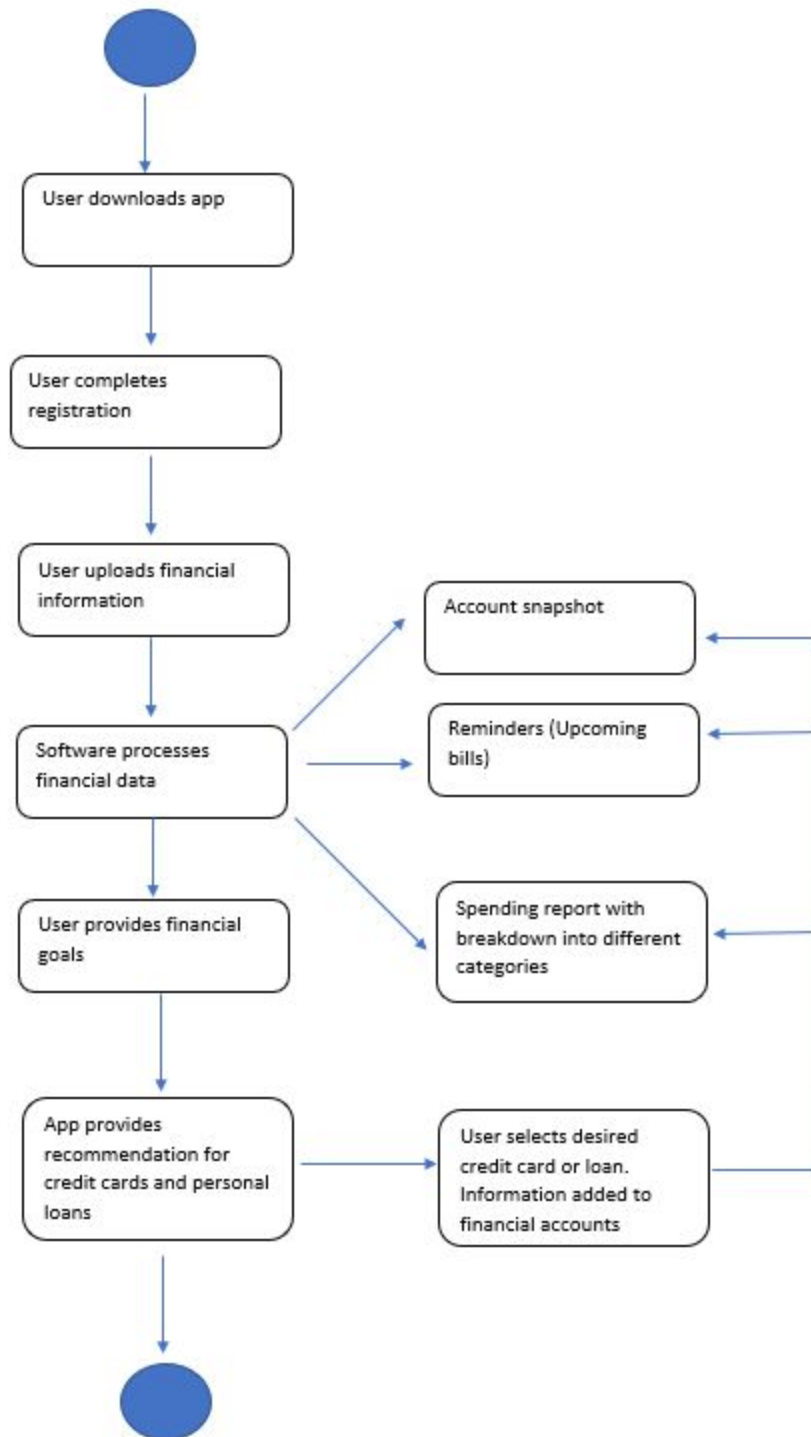 User downloads app
User completes
registration
User uploads financial
information
Account snapshot
Software processes
financial data
Reminders (Upcoming
bills)
User provides financial
goals
Spending report with
breakdown into different
categories
App provides
recommendation for
credit cards and personal
loans
User selects desired
credit card or loan.
Information added to
financial accounts